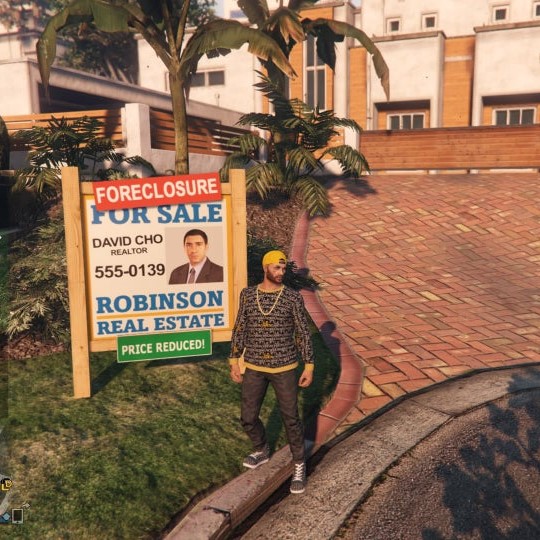 FORECLOSURE
FOR SALE
DAVID CHO
REALTOR
555-0139
ROBINSON
REAL ESTATE
PRICE REDUCED!